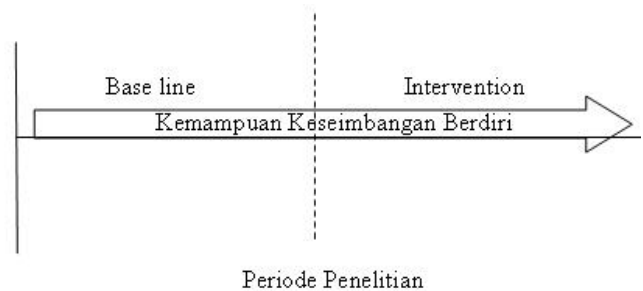 Base line Intervention
Kemampuan Keseimbangan Berdiri
Periode Penelitian